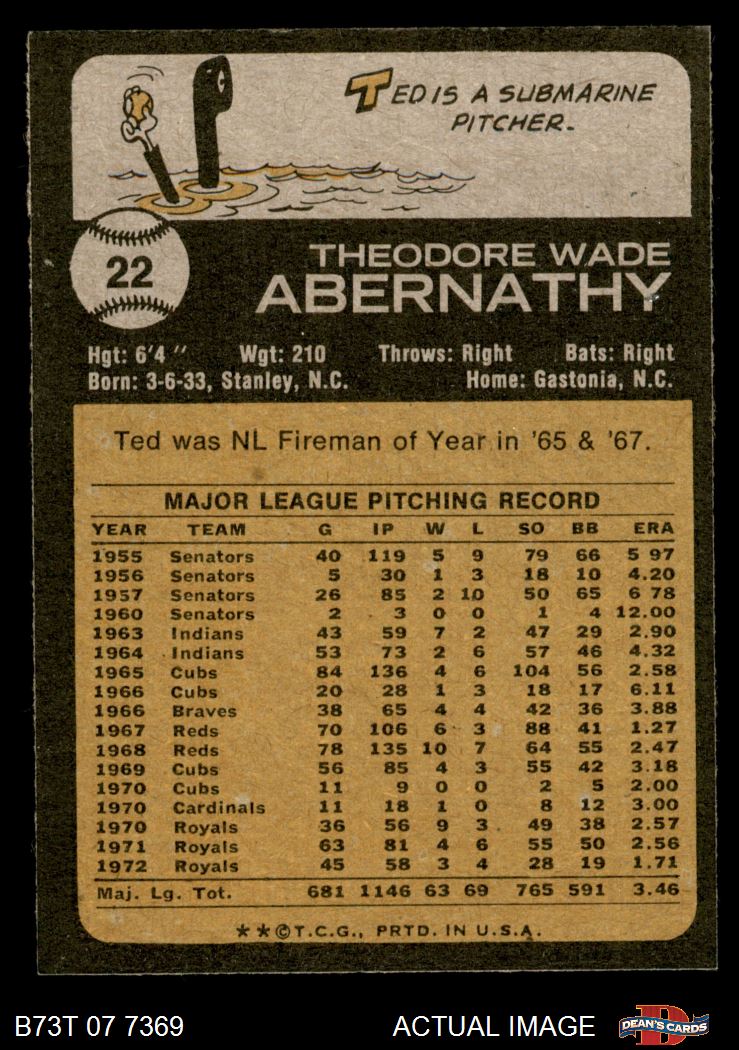 TED IS A SUBMARINE
PITCHER.
22
THEODORE WADE
ABERNATHY
Hgt: 6'4 " Wgt: 210 Throws: Right Bats: Right
Born: 3-6-33, Stanley, N.C. Home: Gastonia, N.C.
Ted was NL Fireman of Year in '65 & '67.
MAJOR LEAGUE PITCHING RECORD
YEAR TEAM G IP W L SO BB ERA
1955 Senators 40 119 5 9 79 66 5 97
1956 Senators 5 30 1 3 18 10 4.20
1957 Senators 26 85 2 10 50 65 6 78
1960 Senators 2 3 0 0 1 4 12.00
1963 Indians 43 59 7 2 47 29 2.90
1964 Indians 53 73 2 6 57 46 4.32
1965 Cubs 84 136 4 6 104 56 2.58
1966 Cubs 20 28 1 3 18 17 6.11
1966 Braves 38 65 4 4 42 36 3.88
1967 Reds 70 106 6 3 88 41 1.27
1968 Reds 78 135 10 7 64 55 2.47
1969 Cubs 56 85 4 3 55 42 3.18
1970 Cubs 11 9 0 0 2 5 2.00
1970 Cardinals 11 18 1 0 8 12 3.00
1970 Royals 36 56 9 3 49 38 2.57
1971 Royals 63 81 4 6 55 50 2.56
1972 Royals 45 58 3 4 28 19 1.71
Maj. Lg. Tot. 681 1146 63 69 765 591 3.46
**©T.C.G., PRTD. IN U.S.A.
B73T 07 7369 ACTUAL IMAGE D DEAN'S CARDS